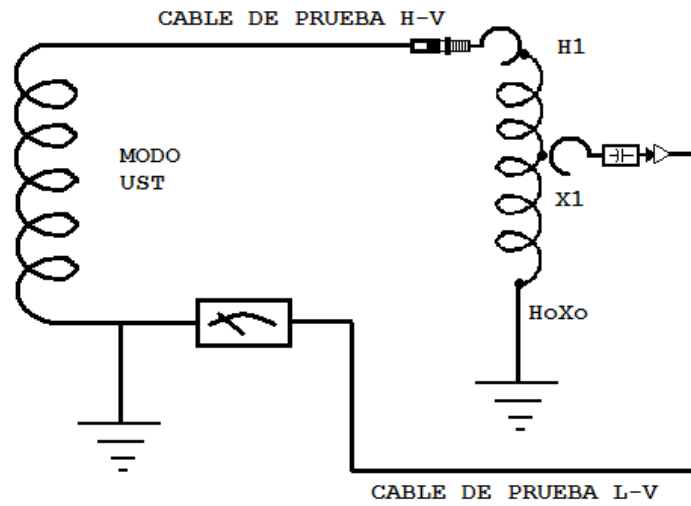 CABLE DE PRUEBA H-V
H1
MODO
UST
X1
HoXo
CABLE DE PRUEBA L-V